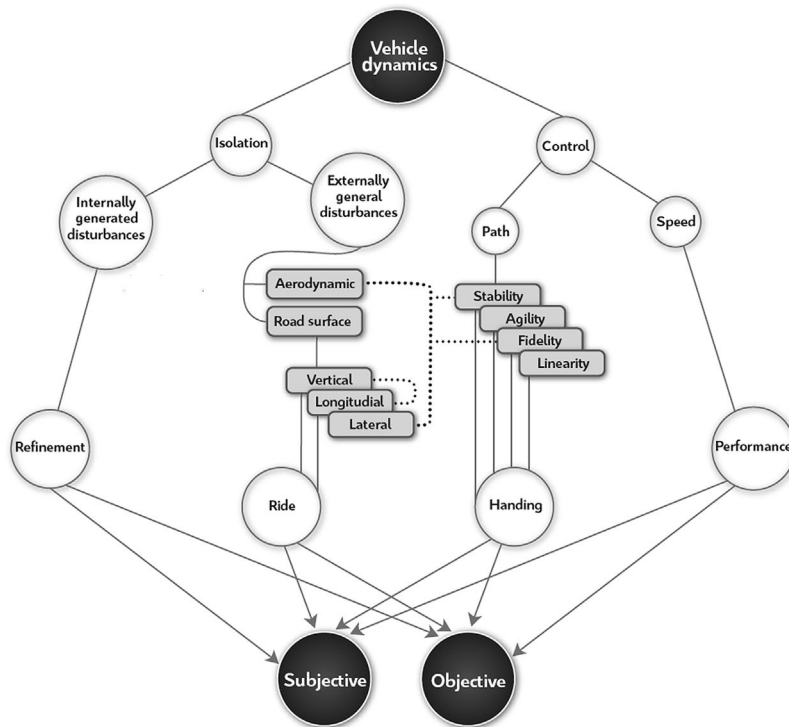 Vehicle
dynamics
Isolation
Control
Internally
generated
disturbances
Externally
general
disturbances
Path
Speed
Aerodynamic
Road surface
Stability
Agility
Fidelity
Linearity
Vertical
Longitudial
Lateral
Refinement
Performance
Ride
Handing
Subjective
Objective